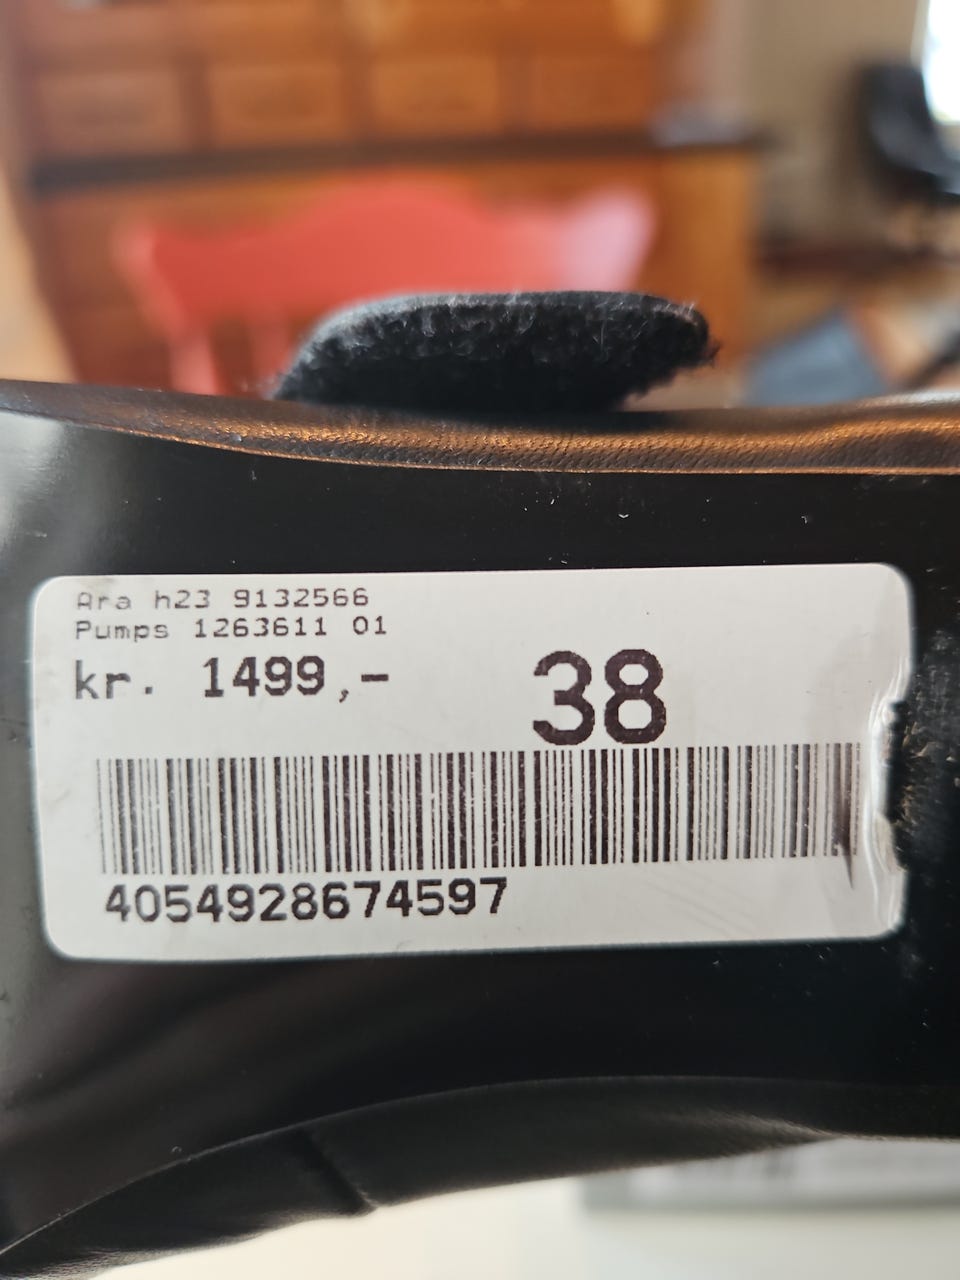 Ara h23 9132566
Pumps 1263611 01
kr. 1499,-
38
4054928674597